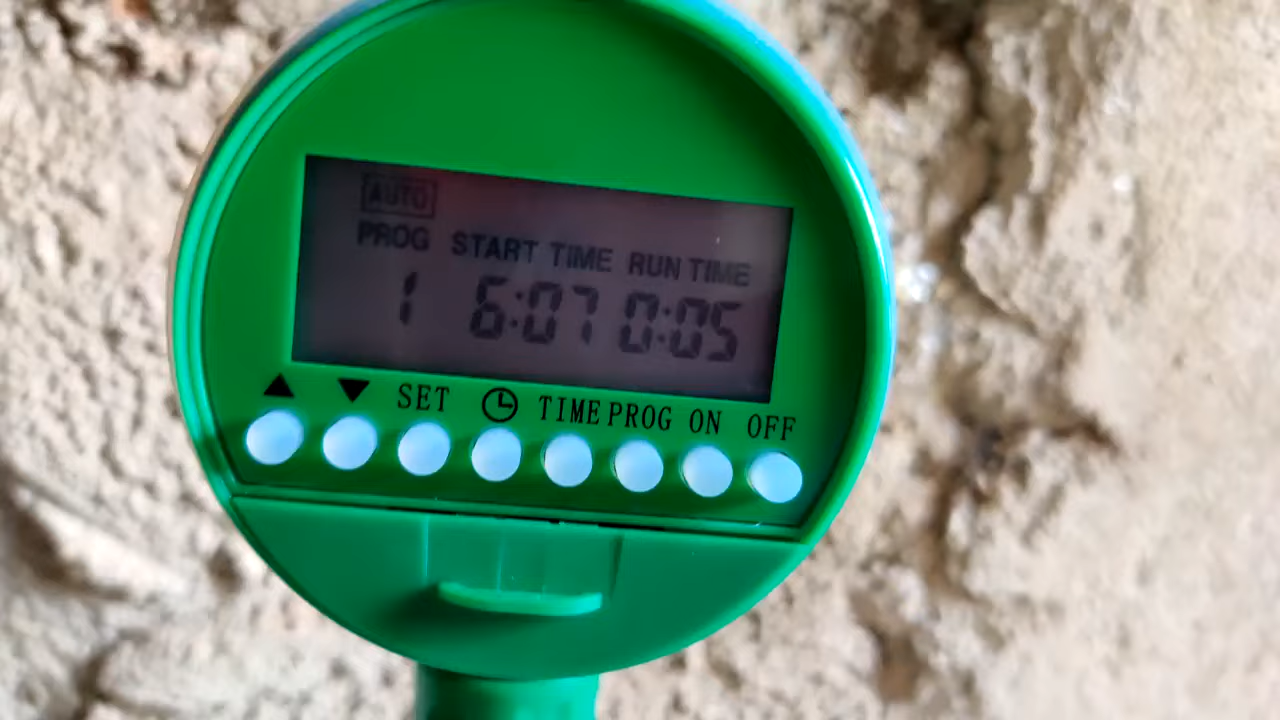 AUTO
PROG START TIME RUN TIME
1 6:07 0:05
▲ ▼ SET TIME PROG ON OFF